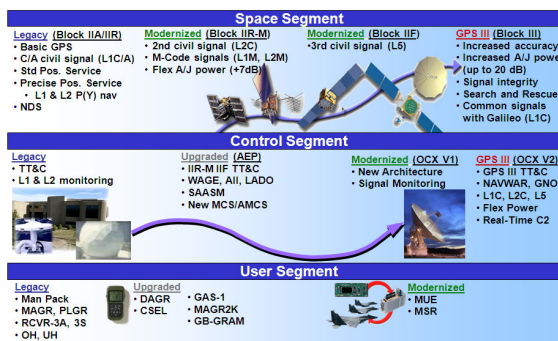 Space Segment
Legacy (Block IIA/IIR)
• Basic GPS
• C/A civil signal (L1C/A)
• Std Pos. Service
• Precise Pos. Service
• L1 & L2 P(Y) nav
• NDS
Modernized (Block IIR-M)
• 2nd civil signal (L2C)
• M-Code signals (L1M, L2M)
• Flex A/J power (+7dB)
Modernized (Block IIF)
• 3rd civil signal (L5)
GPS III (Block III)
• Increased accuracy
• Increased A/J power
(up to 20 dB)
• Signal integrity
• Search and Rescue
• Common signals
with Galileo (L1C)
Control Segment
Legacy
• TT&C
• L1 & L2 monitoring
Upgraded (AEP)
• IIR-M IIF TT&C
• WAGE, AII, LADO
• SAASM
• New MCS/AMCS
Modernized (OCX V1)
• New Architecture
• Signal Monitoring
GPS III (OCX V2)
• GPS III TT&C
• NAVWAR, GNO
• L1C, L2C, L5
• Flex Power
• Real-Time C2
User Segment
Legacy
• Man Pack
• MAGR, PLGR
• RCVR-3A, 3S
• OH, UH
Upgraded
• DAGR
• CSEL
• GAS-1
• MAGR2K
• GB-GRAM
Modernized
• MUE
• MSR